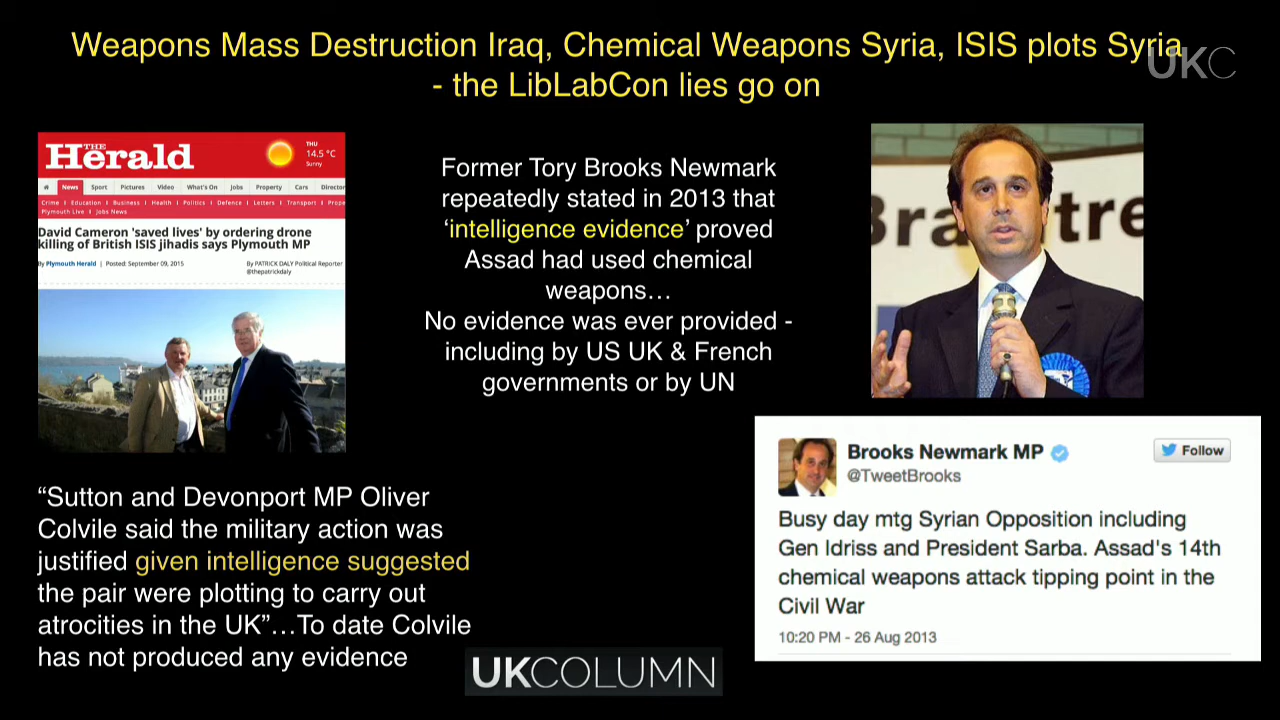 Weapons Mass Destruction Iraq, Chemical Weapons Syria, ISIS plots Syria
- the LibLabCon lies go on
UKC
THE
Herald
THU
14.5 °C
Sunny
News Sport Pictures Video What's On Jobs Property Cars Director
Crime | Education | Business | Health | Politics | Defence | Letters | Transport | Prope
Plymouth Live | Jobs News
David Cameron 'saved lives' by ordering drone
killing of British ISIS jihadis says Plymouth MP
By Plymouth Herald | Posted: September 09, 2015
By PATRICK DALY Political Reporter
@thepatrickdaly
Former Tory Brooks Newmark
repeatedly stated in 2013 that
‘intelligence evidence’ proved
Assad had used chemical
weapons…
No evidence was ever provided -
including by US UK & French
governments or by UN
Bra tre
“Sutton and Devonport MP Oliver
Colvile said the military action was
justified given intelligence suggested
the pair were plotting to carry out
atrocities in the UK”…To date Colvile
has not produced any evidence
Brooks Newmark MP
@TweetBrooks
Follow
Busy day mtg Syrian Opposition including
Gen Idriss and President Sarba. Assad's 14th
chemical weapons attack tipping point in the
Civil War
10:20 PM - 26 Aug 2013
UKCOLUMN